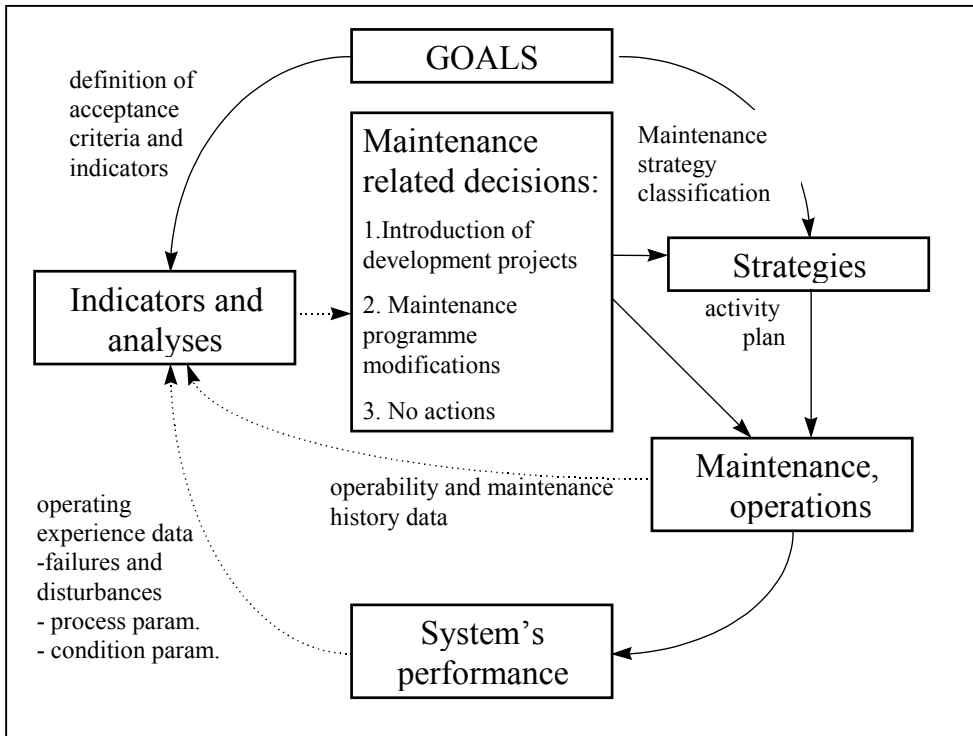 GOALS
definition of
acceptance
criteria and
indicators
Maintenance
related decisions:
1.Introduction of
development projects
2. Maintenance
programme
modifications
3. No actions
Maintenance
strategy
classification
Strategies
Indicators and
analyses
activity
plan
Maintenance,
operations
operability and maintenance
history data
operating
experience data
-failures and
disturbances
- process param.
- condition param.
System’s
performance